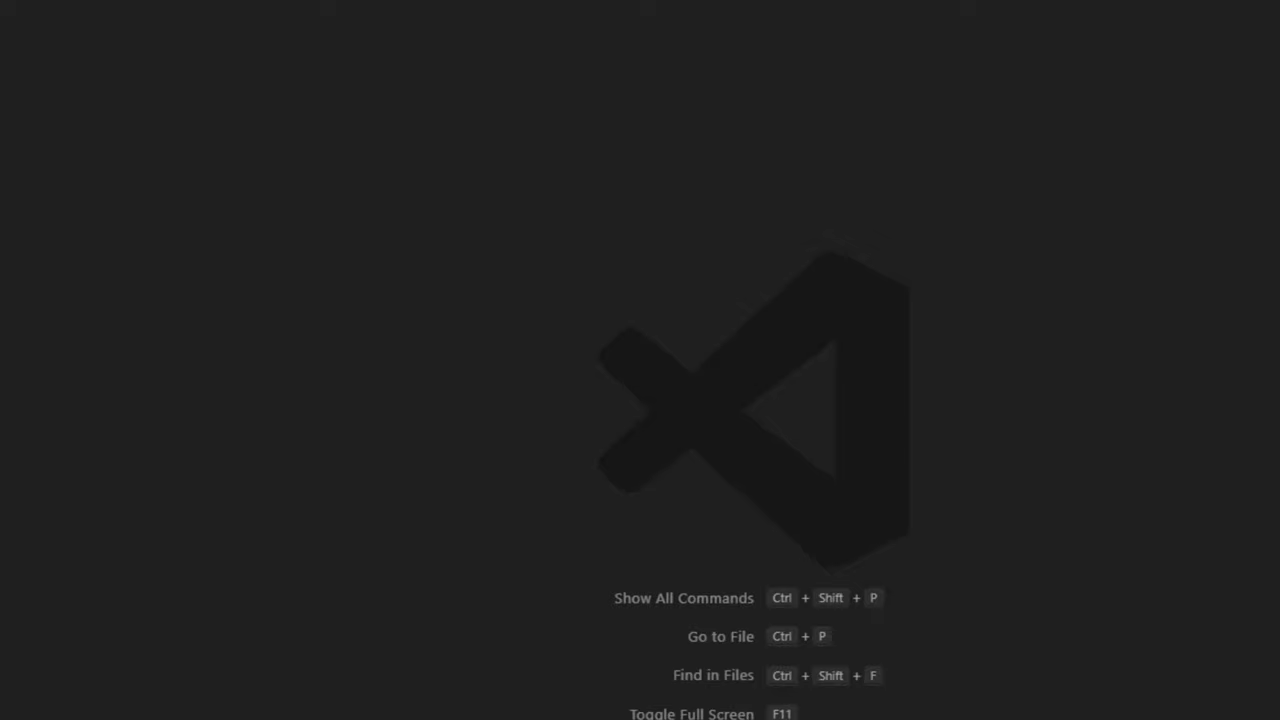 Show All Commands Ctrl + Shift + P
Go to File Ctrl + P
Find in Files Ctrl + Shift + F
Toggle Full Screen F11